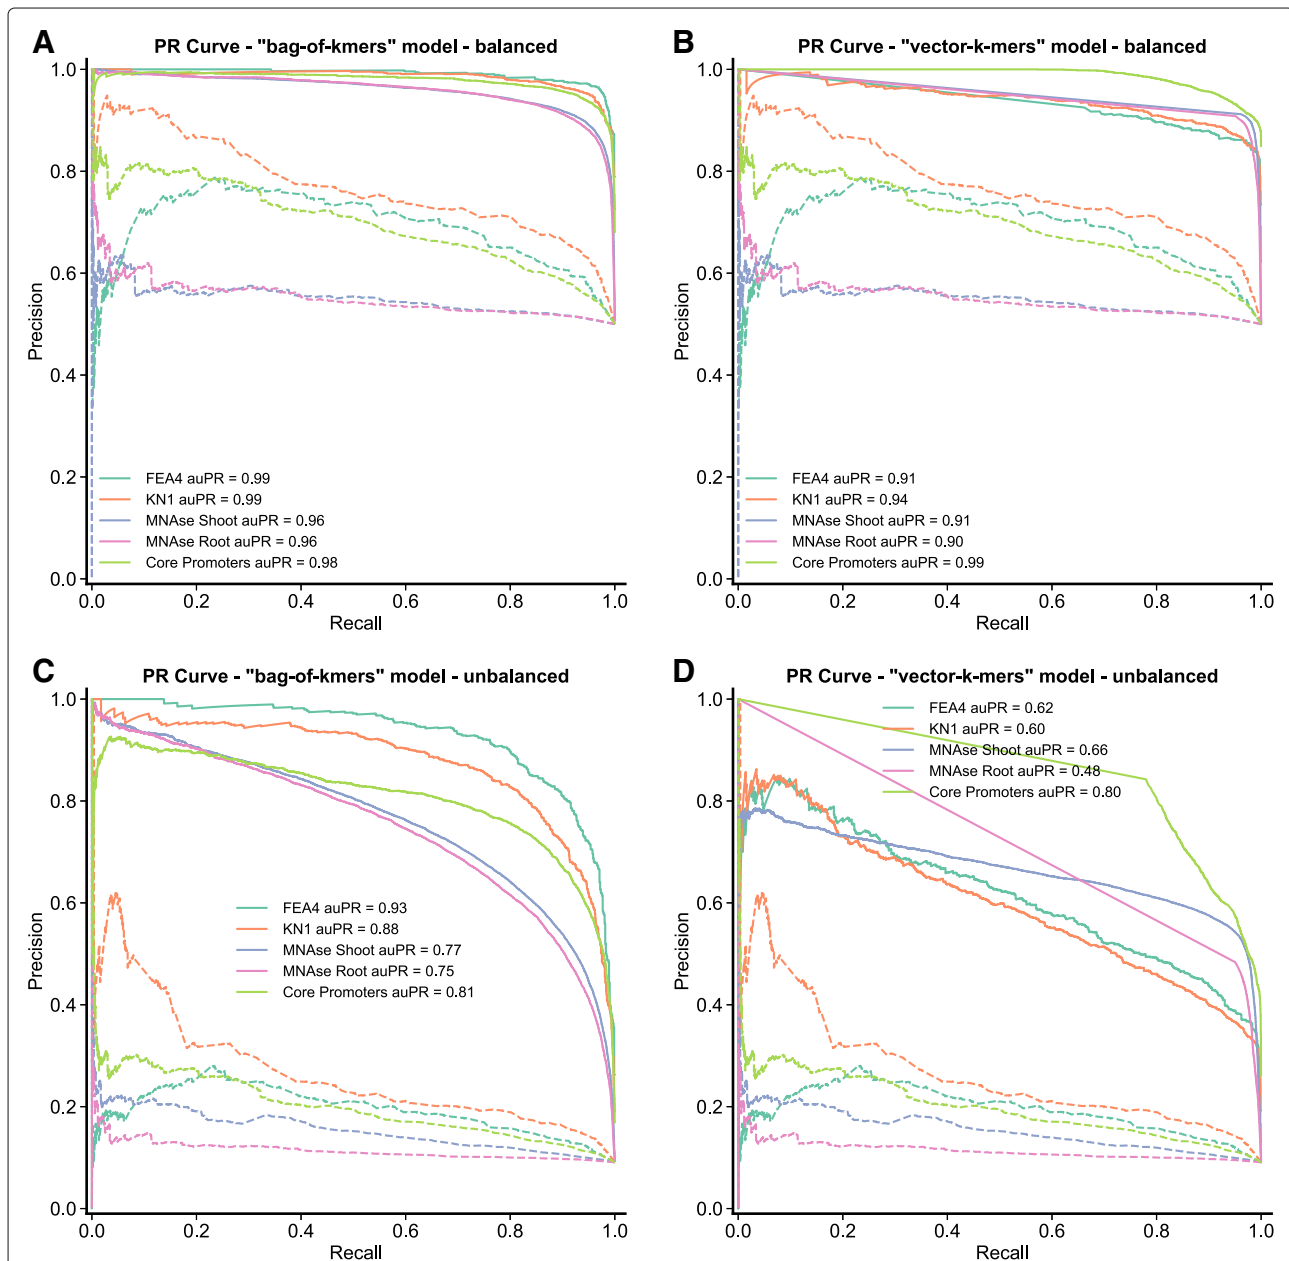 A
PR Curve - "bag-of-kmers" model - balanced
Precision
1.0
0.8
0.6
0.4
0.2
0.0
FEA4 auPR = 0.99
KN1 auPR = 0.99
MNAse Shoot auPR = 0.96
MNAse Root auPR = 0.96
Core Promoters auPR = 0.98
0.0 0.2 0.4 0.6 0.8 1.0
Recall
B
PR Curve - "vector-k-mers" model - balanced
Precision
1.0
0.8
0.6
0.4
0.2
0.0
FEA4 auPR = 0.91
KN1 auPR = 0.94
MNAse Shoot auPR = 0.91
MNAse Root auPR = 0.90
Core Promoters auPR = 0.99
0.0 0.2 0.4 0.6 0.8 1.0
Recall
C
PR Curve - "bag-of-kmers" model - unbalanced
Precision
1.0
0.8
0.6
0.4
0.2
0.0
FEA4 auPR = 0.93
KN1 auPR = 0.88
MNAse Shoot auPR = 0.77
MNAse Root auPR = 0.75
Core Promoters auPR = 0.81
0.0 0.2 0.4 0.6 0.8 1.0
Recall
D
PR Curve - "vector-k-mers" model - unbalanced
Precision
1.0
0.8
0.6
0.4
0.2
0.0
FEA4 auPR = 0.62
KN1 auPR = 0.60
MNAse Shoot auPR = 0.66
MNAse Root auPR = 0.48
Core Promoters auPR = 0.80
0.0 0.2 0.4 0.6 0.8 1.0
Recall